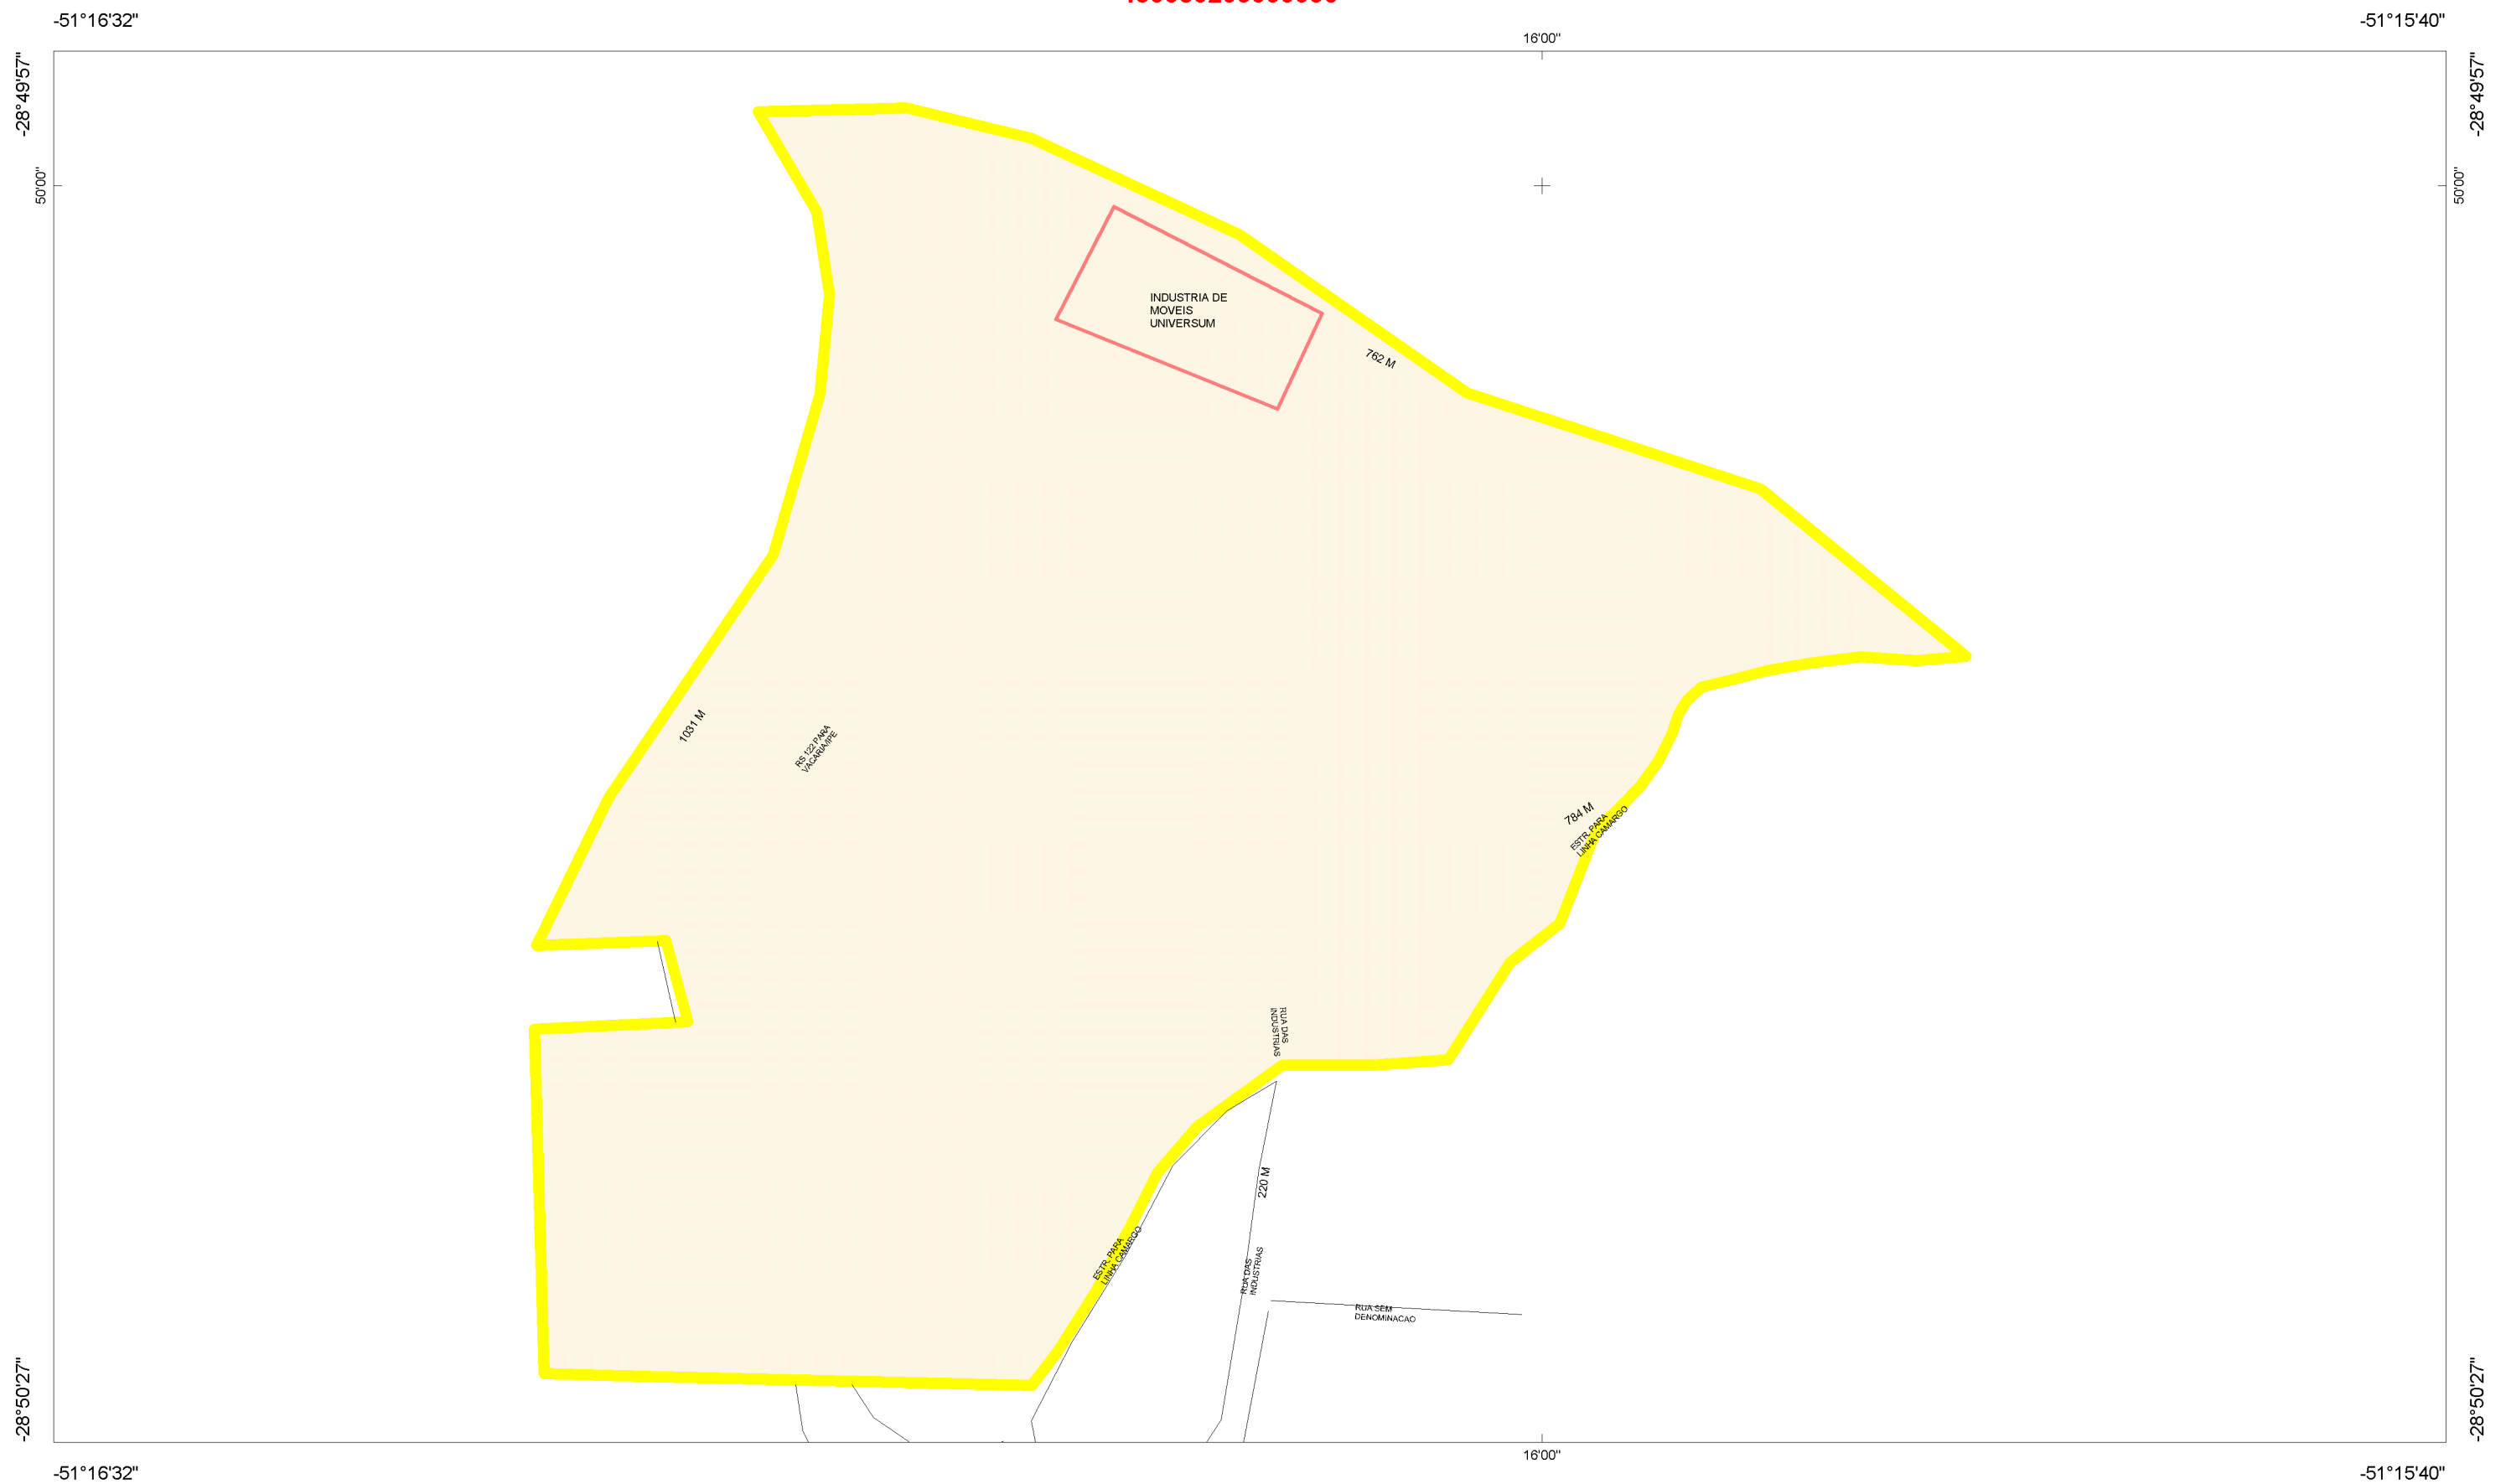 -51°16'32"
-51°15'40"
16'00"
-28°49'57"
-28°49'57"
50'00"
50'00"
INDUSTRIA DE
MOVEIS
UNIVERSUM
762 M
1031 M
RS 122 PARA
VACARIA/IPE
784 M
ESTR. PARA
LINHA CAMARGO
RUA DAS
INDUSTRIAS
220 M
ESTR. PARA
LINHA CAMARGO
RUA DAS
INDUSTRIAS
RUA SEM
DENOMINACAO
-28°50'27"
-28°50'27"
16'00"
-51°16'32"
-51°15'40"